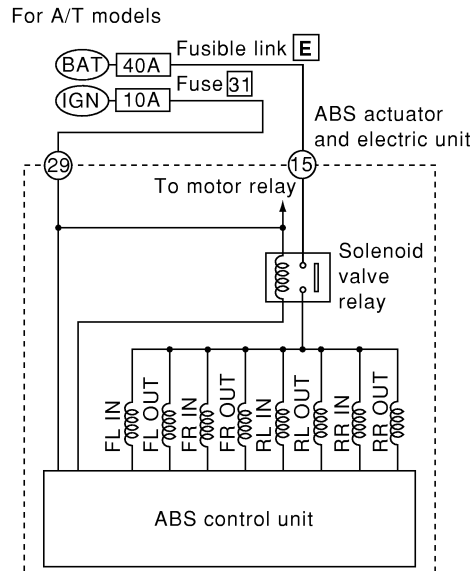 For A/T models
BAT 40A Fusible link E
IGN 10A Fuse 31
ABS actuator
and electric unit
29
15
To motor relay
Solenoid
valve
relay
FL IN
FL OUT
FR IN
FR OUT
RL IN
RL OUT
RR IN
RR OUT
ABS control unit